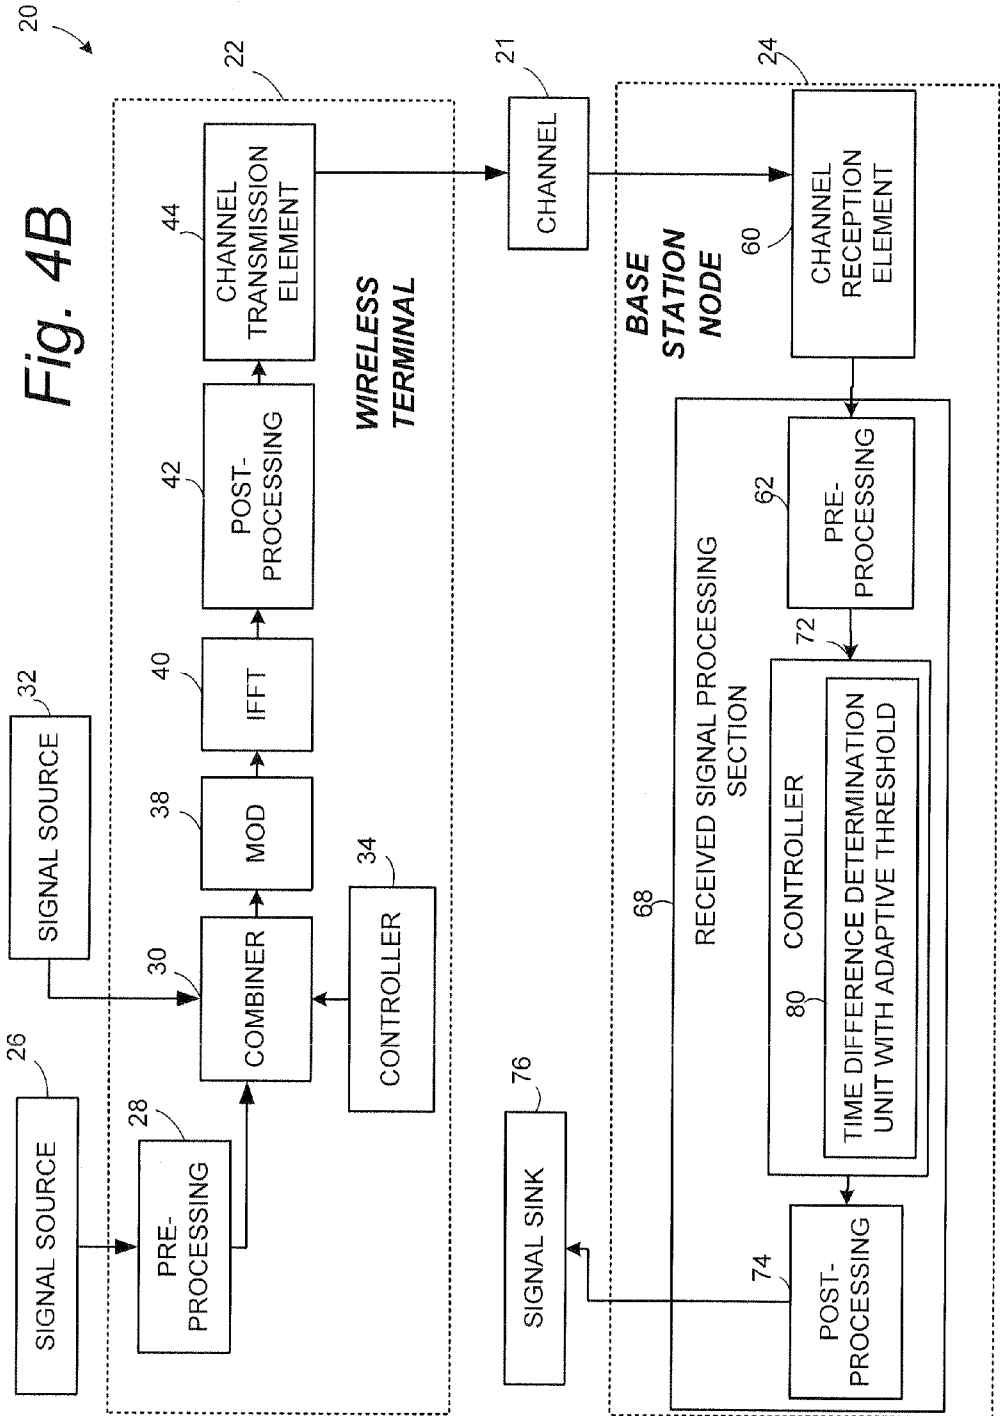 Fig. 4B
20
SIGNAL SOURCE
26
SIGNAL SOURCE
32
22
PRE-
PROCESSING
28
COMBINER
30
CONTROLLER
34
MOD
38
IFFT
40
POST-
PROCESSING
42
CHANNEL
TRANSMISSION
ELEMENT
44
WIRELESS
TERMINAL
CHANNEL
21
SIGNAL SINK
76
BASE
STATION
NODE
24
CHANNEL
RECEPTION
ELEMENT
60
68
RECEIVED SIGNAL PROCESSING
SECTION
PRE-
PROCESSING
62
72
CONTROLLER
80
TIME DIFFERENCE DETERMINATION
UNIT WITH ADAPTIVE THRESHOLD
POST-
PROCESSING
74